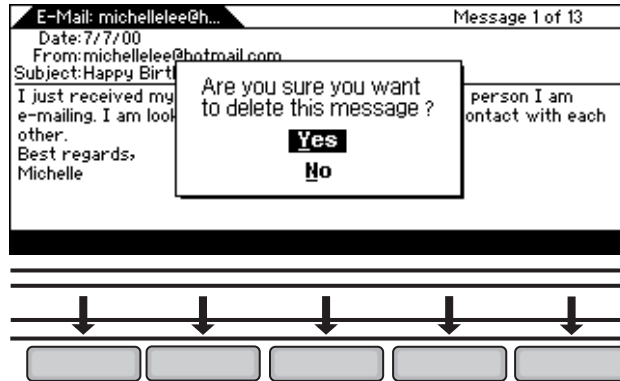 E-Mail: michellelee@h... Message 1 of 13
Date:7/7/00
From:michellelee@hotmail.com
Subject:Happy Birt
I just received my person I am
e-mailing. I am look ontact with each
other.
Best regards,
Michelle
Are you sure you want
to delete this message ?
Yes
No